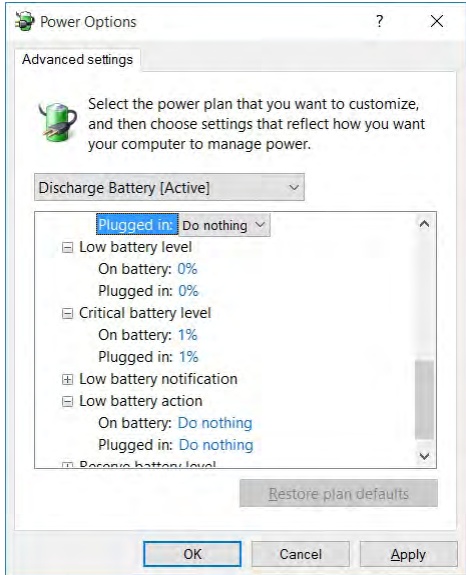 Power Options
Advanced settings
Select the power plan that you want to customize,
and then choose settings that reflect how you want
your computer to manage power.
Discharge Battery [Active]
Plugged in: Do nothing
Low battery level
On battery: 0%
Plugged in: 0%
Critical battery level
On battery: 1%
Plugged in: 1%
Low battery notification
Low battery action
On battery: Do nothing
Plugged in: Do nothing
Reserve battery level
Restore plan defaults
OK Cancel Apply